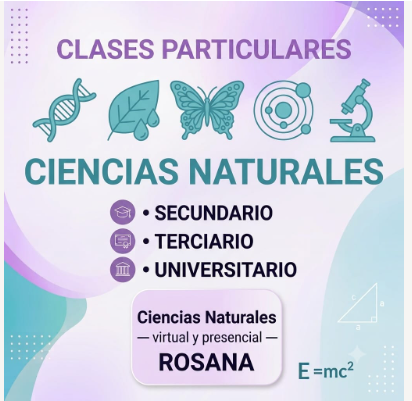 CLASES PARTICULARES
CIENCIAS NATURALES
• SECUNDARIO
• TERCIARIO
• UNIVERSITARIO
Ciencias Naturales
— virtual y presencial —
ROSANA
E =mc²